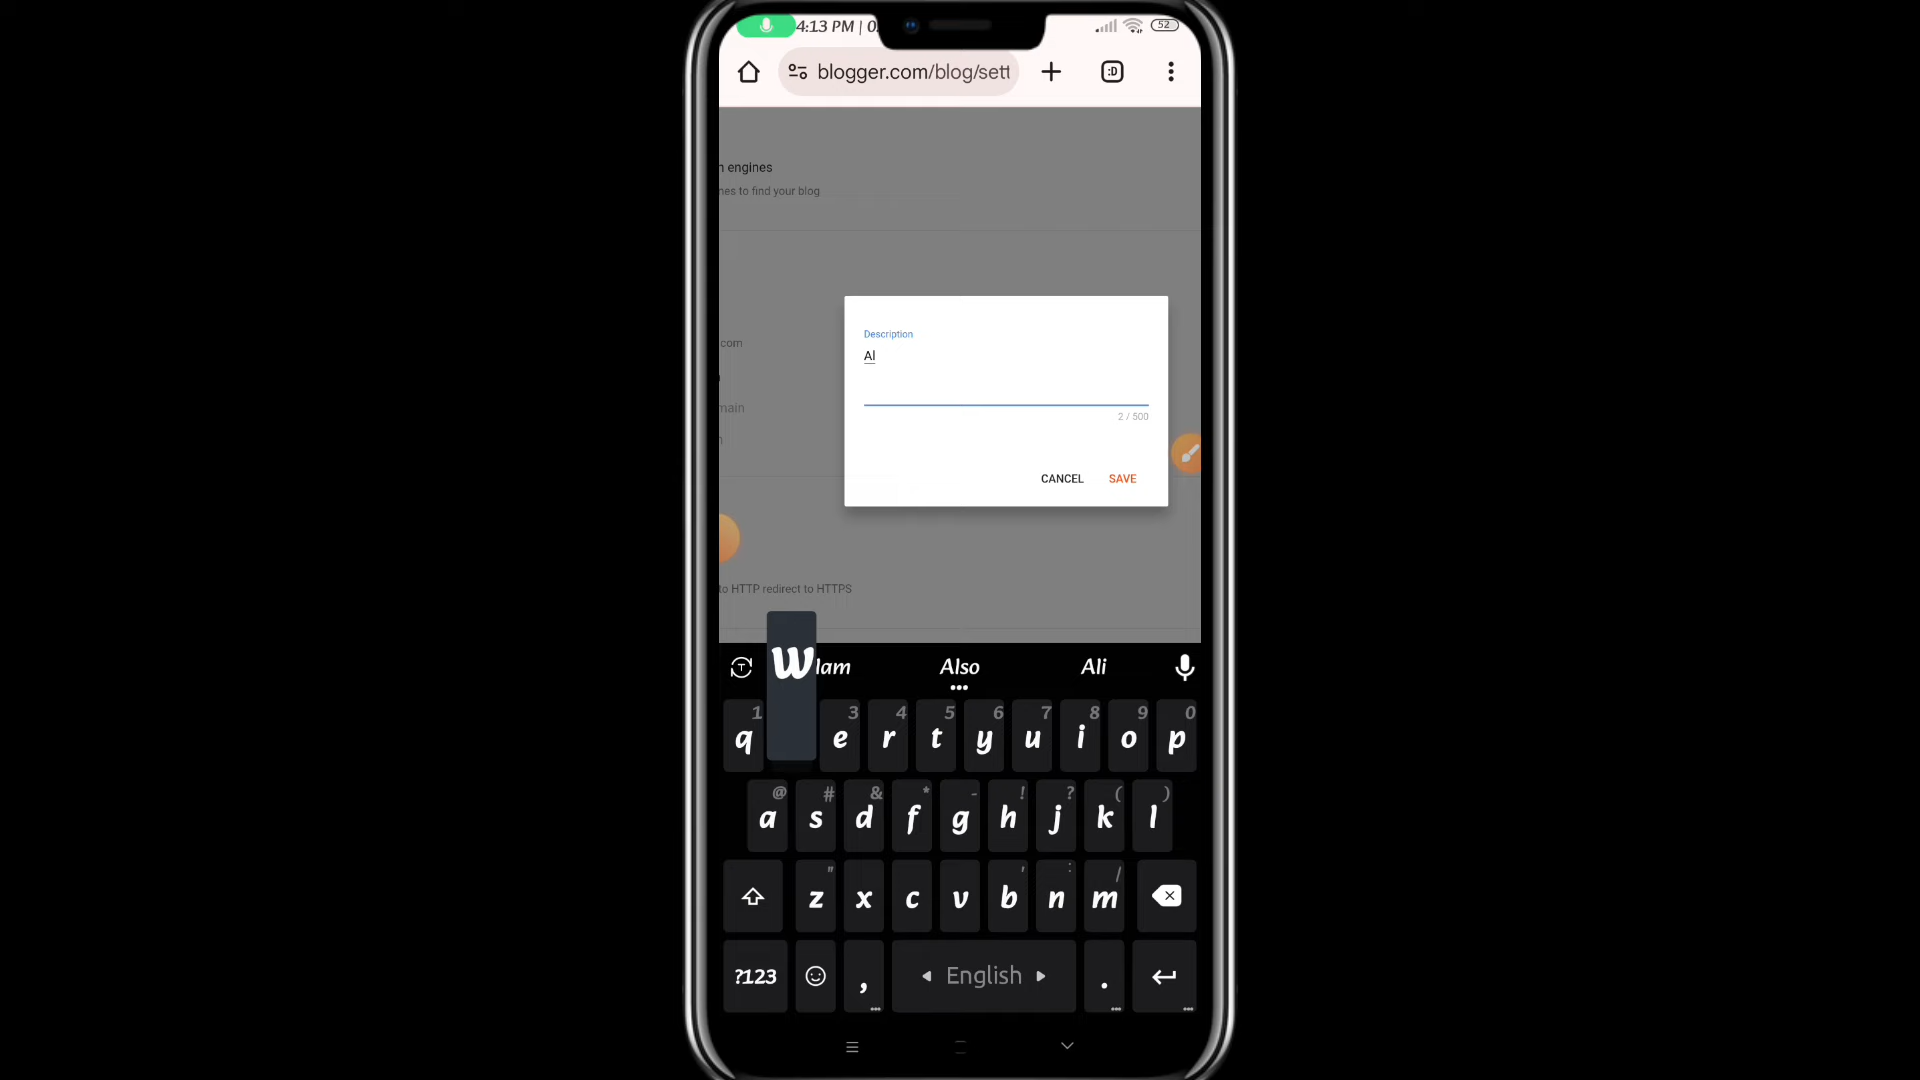 4:13 PM | 0.
52
blogger.com/blog/sett
:D
n engines
nes to find your blog
.com
main
Description
Al
2 / 500
CANCEL SAVE
to HTTP redirect to HTTPS
w
lam Also Ali
1 3 4 5 6 7 8 9 0
q e r t y u i o p
@ # & * - ! ? ( )
a s d f g h j k l
" ' : /
z x c v b n m
?123 , English .